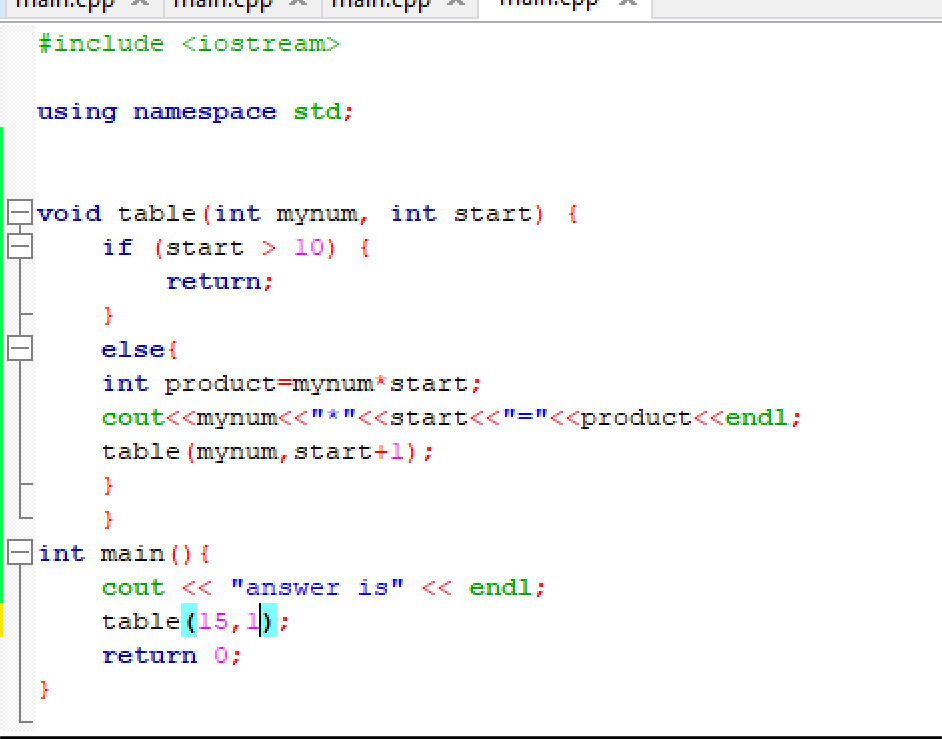 main.cpp × main.cpp × main.cpp × main.cpp ×
#include <iostream>
using namespace std;
void table(int mynum, int start) {
if (start > 10) {
return;
}
else{
int product=mynum*start;
cout<<mynum<<"*"<<start<<"="<<product<<endl;
table(mynum,start+1);
}
}
int main(){
cout << "answer is" << endl;
table(15,1);
return 0;
}